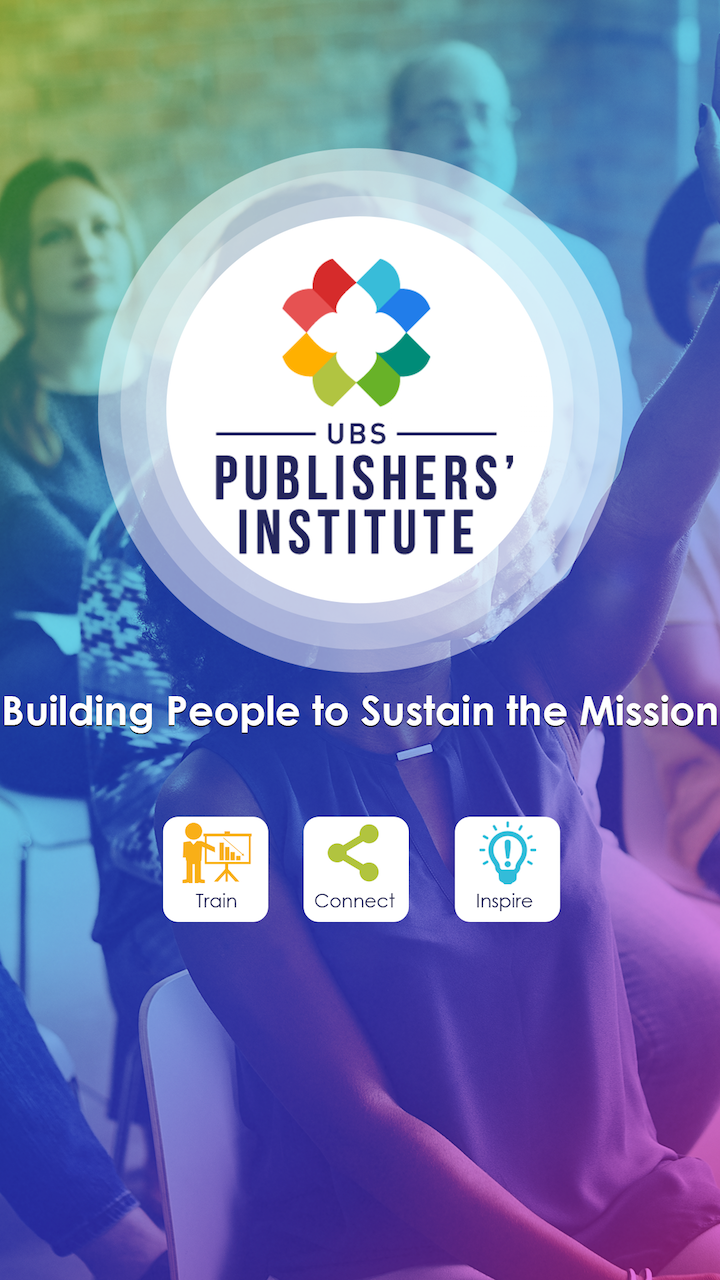 UBS
PUBLISHERS’
INSTITUTE
Building People to Sustain the Mission
Train
Connect
Inspire